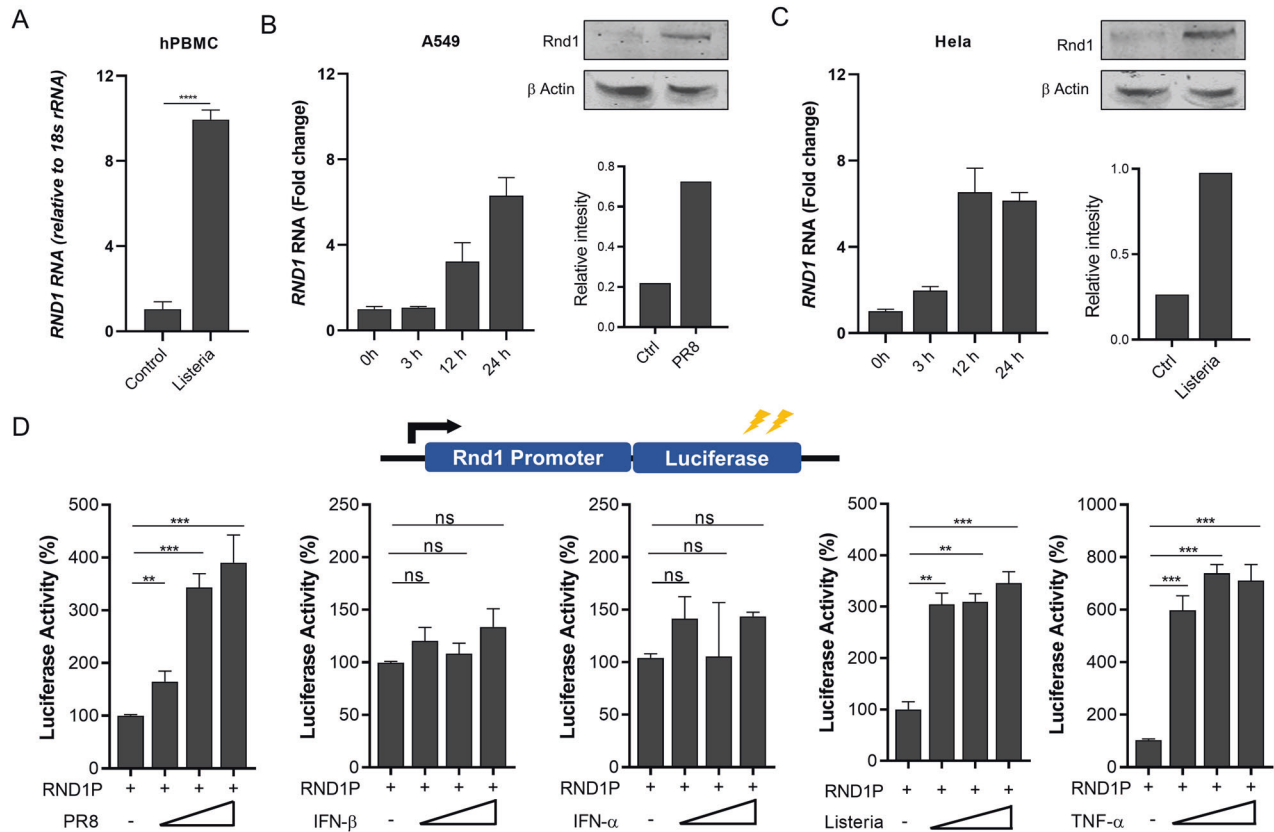 A
hPBMC
RND1 RNA (relative to 18s rRNA)
12
8
4
0
****
Control
Listeria
B
A549
RND1 RNA (Fold change)
12
8
4
0
0h
3 h
12 h
24 h
Rnd1
β Actin
Relative intesity
0.8
0.6
0.4
0.2
0.0
Ctrl
PR8
C
Hela
RND1 RNA (Fold change)
12
8
4
0
0h
3 h
12 h
24 h
Rnd1
β Actin
Relative intesity
1.0
0.5
0.0
Ctrl
Listeria
D
Rnd1 Promoter
Luciferase
Luciferase Activity (%)
500
400
300
200
100
0
***
***
**
RND1P + + + +
PR8 -
Luciferase Activity (%)
250
200
150
100
50
0
ns
ns
ns
RND1P + + + +
IFN-β -
Luciferase Activity (%)
250
200
150
100
50
0
ns
ns
ns
RND1P + + + +
IFN-α -
Luciferase Activity (%)
500
400
300
200
100
0
***
**
**
RND1P + + + +
Listeria -
Luciferase Activity (%)
1000
800
600
400
200
0
***
***
***
RND1P + + + +
TNF-α -